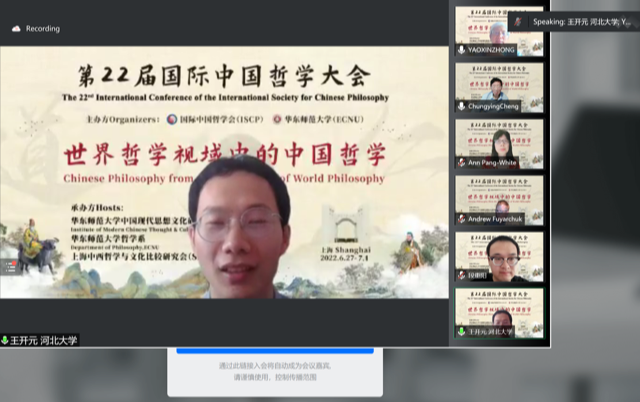 Recording
Speaking: 王开元 河北大学; Y...
第22届国际中国哲学大会
The 22nd International Conference of the International Society for Chinese Philosophy
主办方Organizers: 国际中国哲学会(ISCP) 华东师范大学(ECNU)
世界哲学视域中的中国哲学
Chinese Philosophy from of World Philosophy
承办方Hosts:
华东师范大学中国现代思想文化
Institute of Modern Chinese Thought & Cul
华东师范大学哲学系
Department of Philosophy, ECNU
上海中西哲学与文化比较研究会(S
上海 Shanghai
2022.6.27- 7.1
王开元 河北大学
YAOXINZHONG
ChungyingCheng
Ann Pang-White
Andrew Fuyarchuk
王开元 河北大学
通过此链接入会将自动成为会议嘉宾,
请谨慎使用、控制传播范围